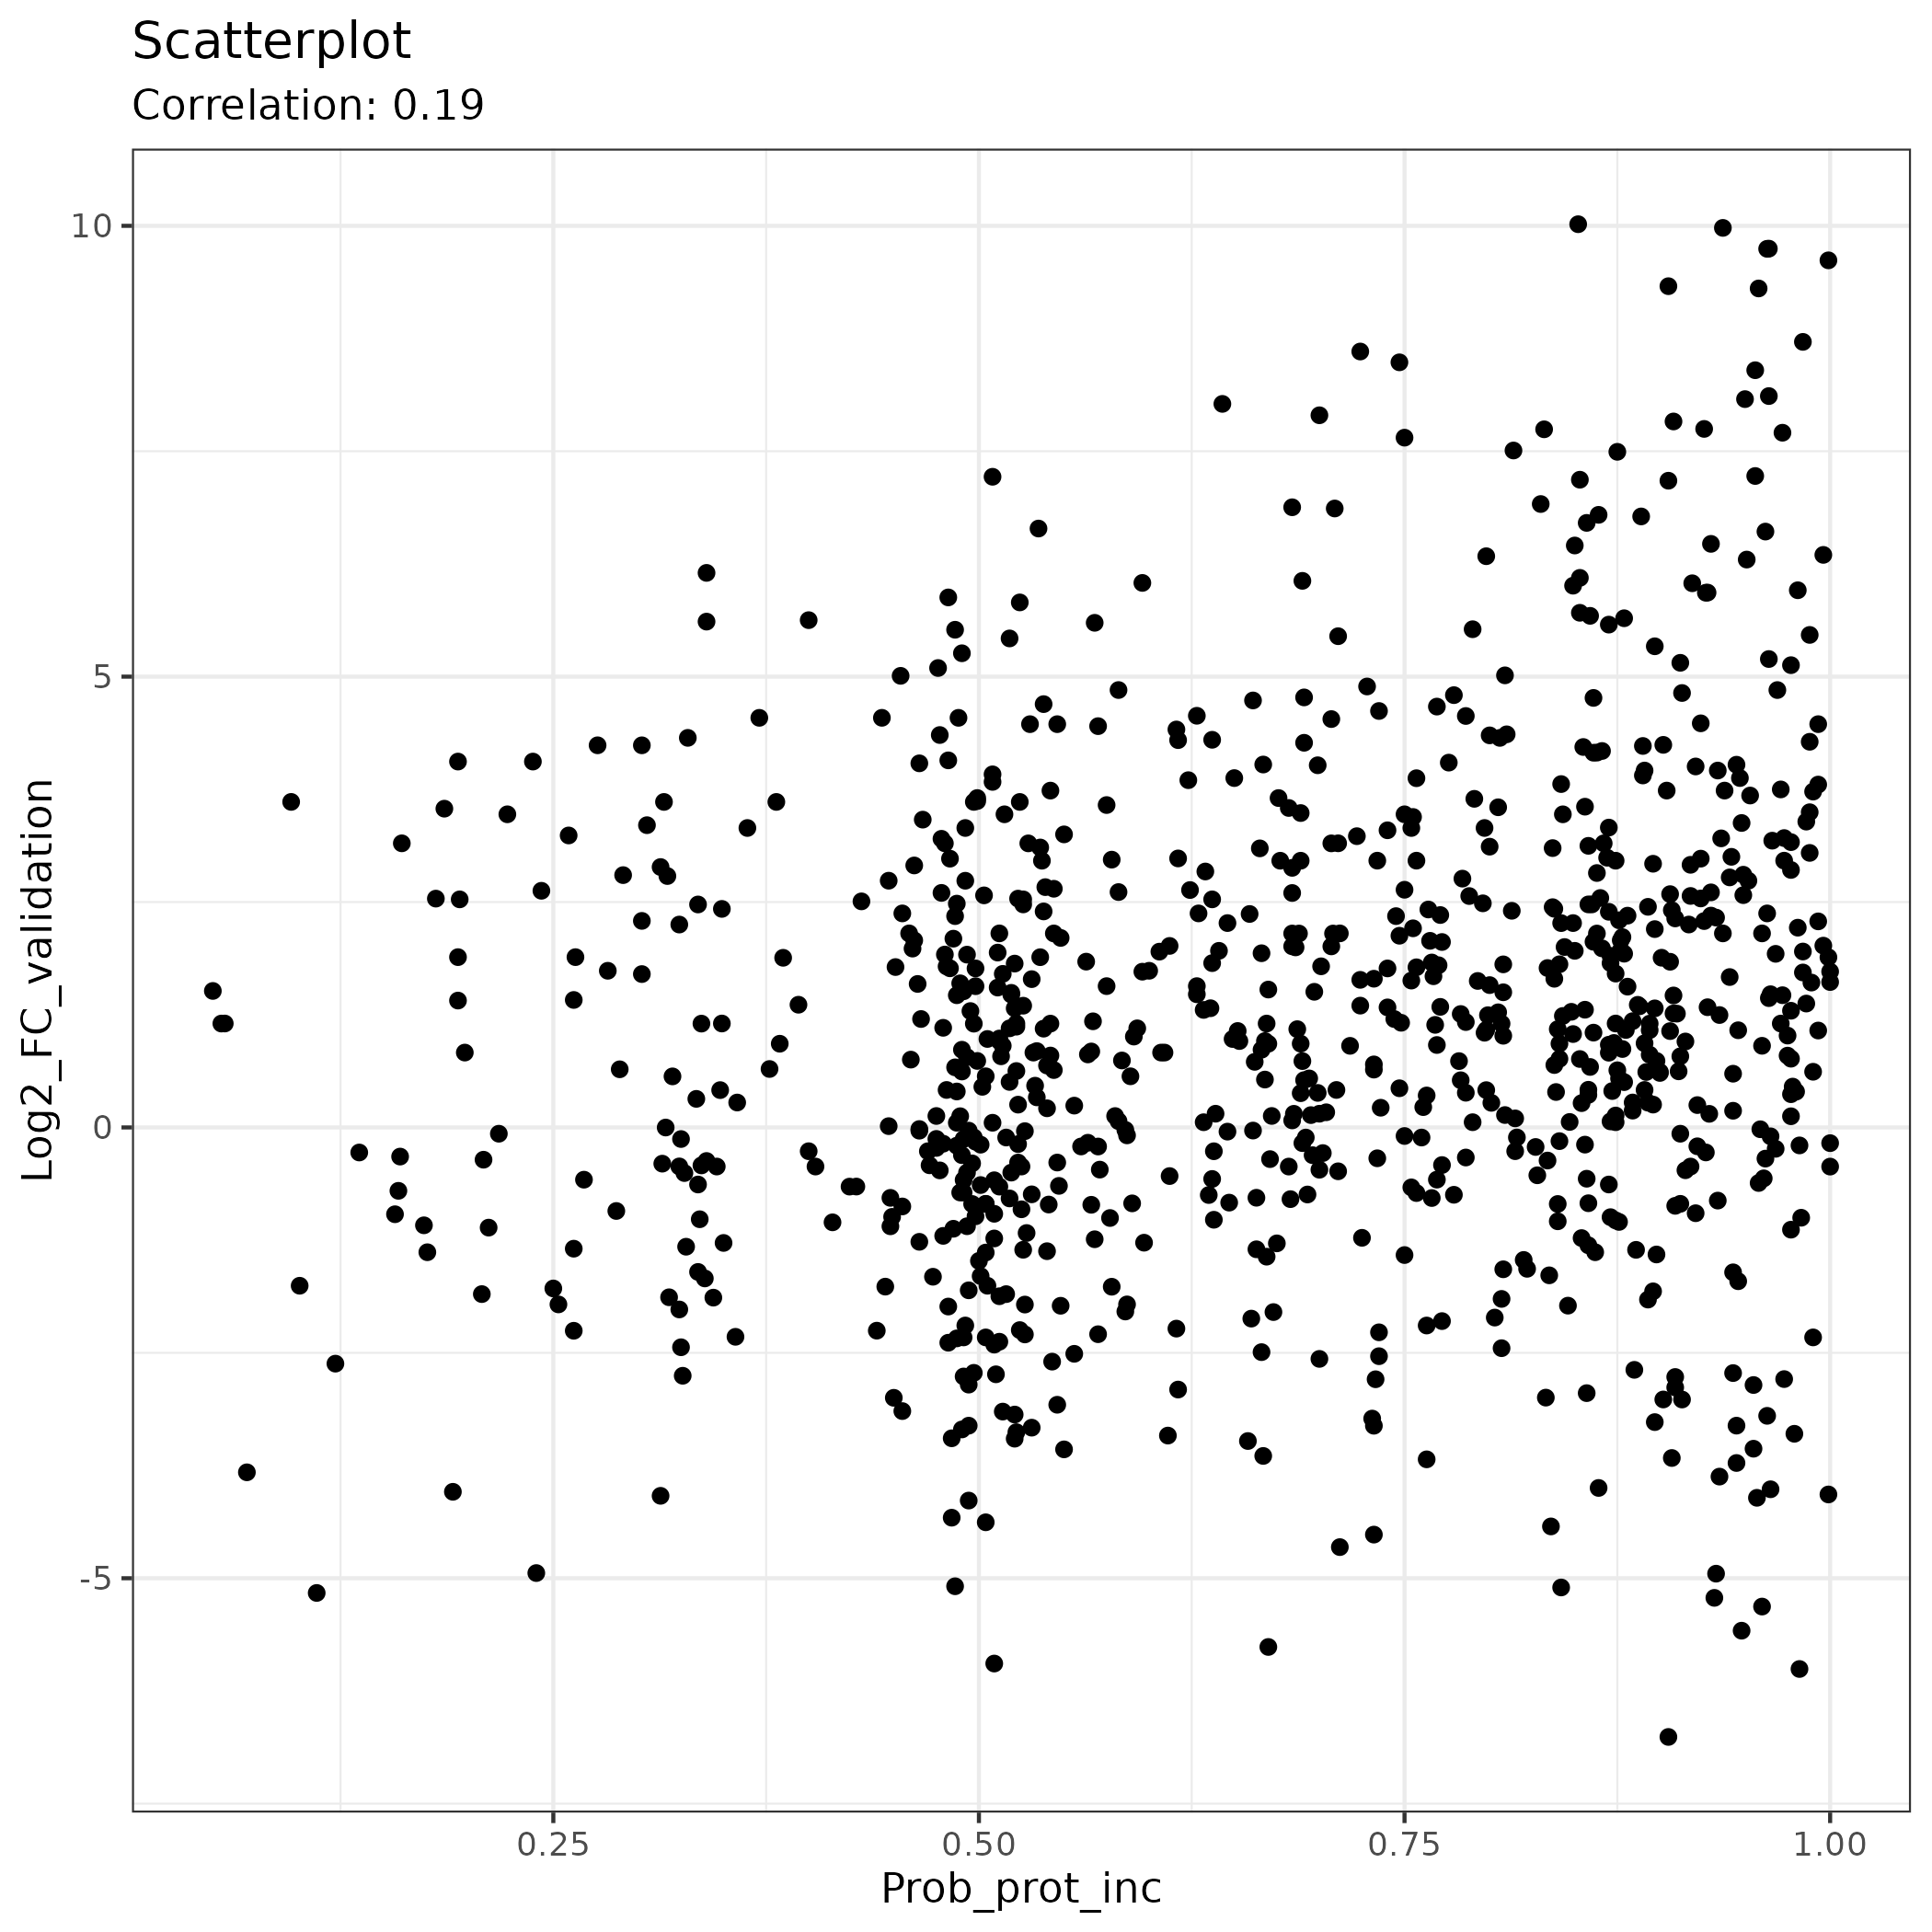 Scatterplot
Correlation: 0.19
10
5
0
-5
Log2_FC_validation
0.25 0.50 0.75 1.00
Prob_prot_inc